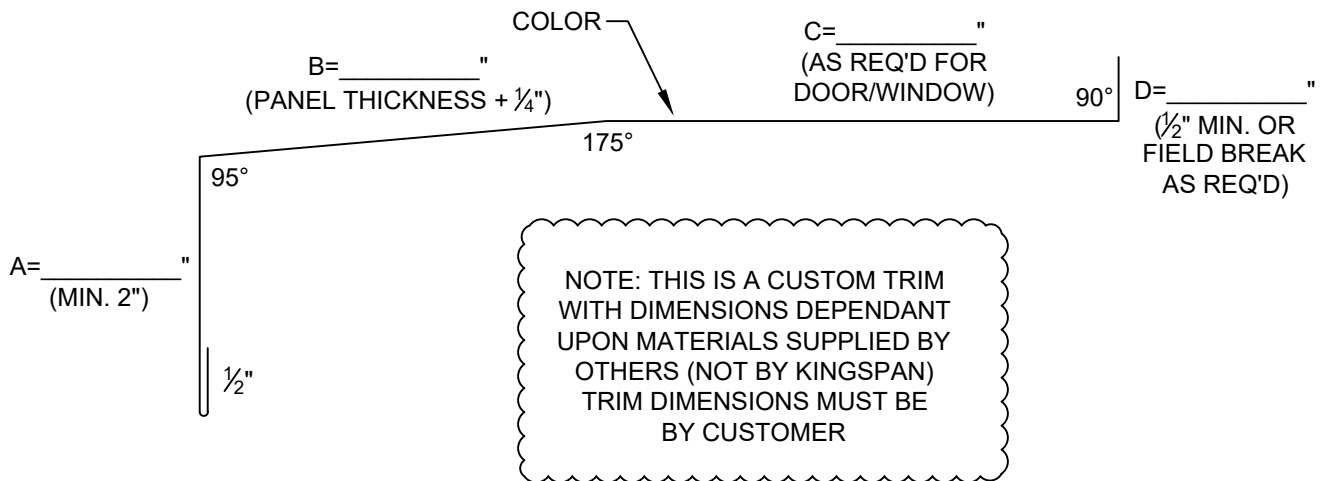 COLOR
B=__________"
(PANEL THICKNESS + ¼")
C=__________"
(AS REQ'D FOR
DOOR/WINDOW)
90°
D=__________"
(½" MIN. OR
FIELD BREAK
AS REQ'D)
175°
95°
A=__________"
(MIN. 2")
½"
NOTE: THIS IS A CUSTOM TRIM
WITH DIMENSIONS DEPENDANT
UPON MATERIALS SUPPLIED BY
OTHERS (NOT BY KINGSPAN)
TRIM DIMENSIONS MUST BE
BY CUSTOMER